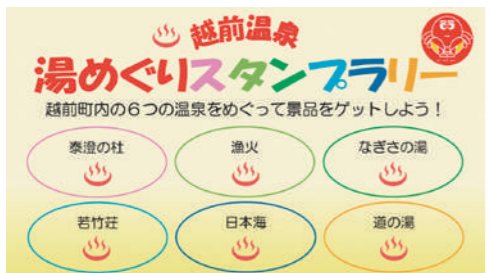 越前温泉
湯めぐりスタンプラリー
越前町内の6つの温泉をめぐって景品をゲットしよう!
泰澄の杜
漁火
なぎさの湯
若竹荘
日本海
道の湯